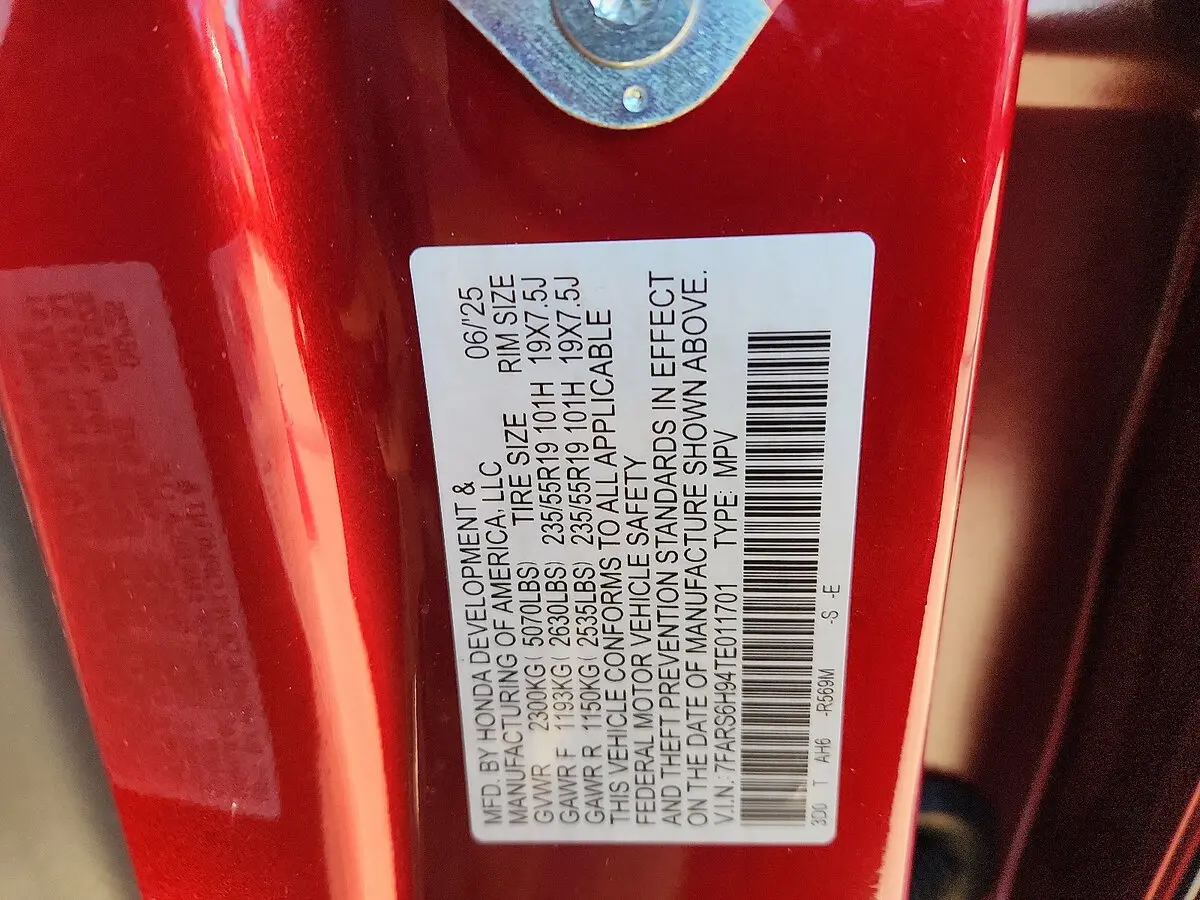 MFD. BY HONDA DEVELOPMENT &
MANUFACTURING OF AMERICA, LLC 06/'25
TIRE SIZE RIM SIZE
GVWR 2300KG ( 5070LBS)
GAWR F 1193KG ( 2630LBS) 235/55R19 101H 19X7.5J
GAWR R 1150KG ( 2535LBS) 235/55R19 101H 19X7.5J
THIS VEHICLE CONFORMS TO ALL APPLICABLE
FEDERAL MOTOR VEHICLE SAFETY
AND THEFT PREVENTION STANDARDS IN EFFECT
ON THE DATE OF MANUFACTURE SHOWN ABOVE.
V.I.N.: 7FARS6H94TE011701 TYPE: MPV
3D0 T AH6 -R569M -S -E